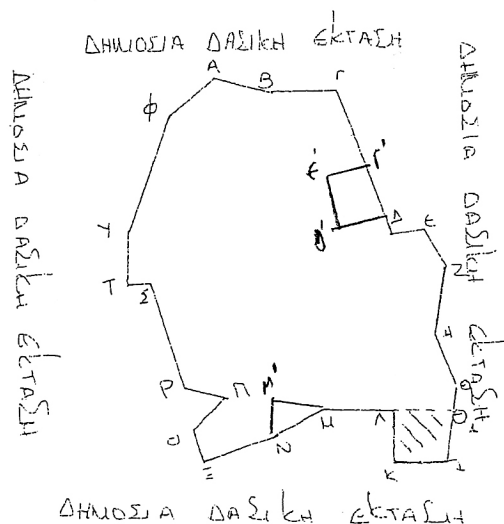 ΔΗΜΟΣΙΑ ΔΑΣΙΚΗ ΕΚΤΑΣΗ
ΔΗΜΟΣΙΑ ΔΑΣΙΚΗ ΕΚΤΑΣΗ
ΔΗΜΟΣΙΑ ΔΑΣΙΚΗ ΕΚΤΑΣΗ
Α
Β
Γ
Φ
Γ'
Ε'
Δ
Ε
Δ'
Υ
Ζ
Τ
Σ
Η
Ρ
Π
Μ'
Θ
Ο
Μ
Λ
Ν
Ξ
Κ
Ι
ΔΗΜΟΣΙΑ ΔΑΣΙΚΗ ΕΚΤΑΣΗ